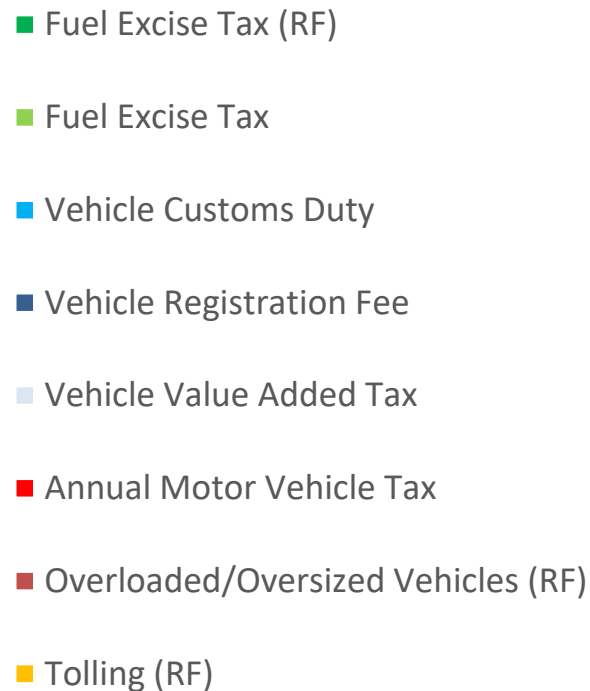 Fuel Excise Tax (RF)
Fuel Excise Tax
Vehicle Customs Duty
Vehicle Registration Fee
Vehicle Value Added Tax
Annual Motor Vehicle Tax
Overloaded/Oversized Vehicles (RF)
Tolling (RF)